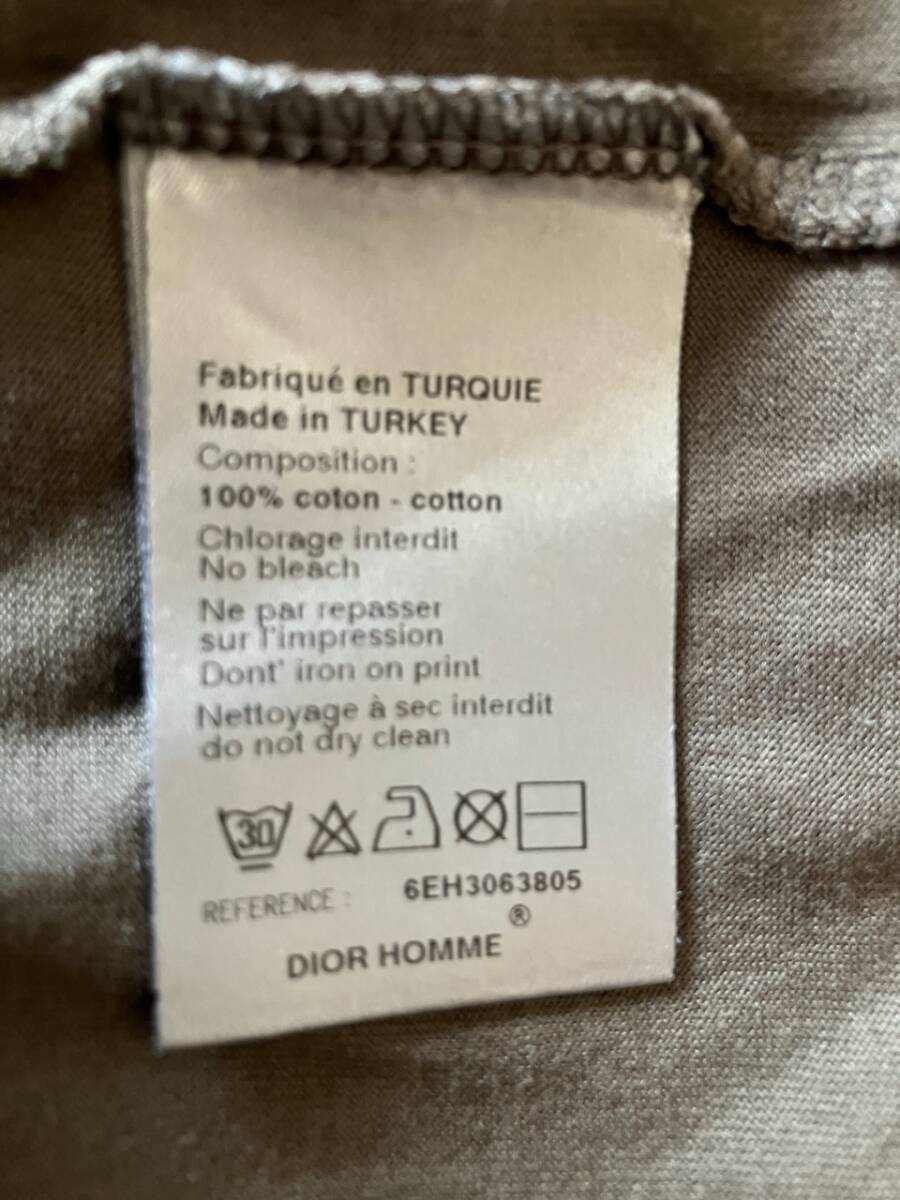 Fabriqué en TURQUIE
Made in TURKEY
Composition :
100% coton - cotton
Chlorage interdit
No bleach
Ne par repasser
sur l'impression
Dont' iron on print
Nettoyage à sec interdit
do not dry clean
30
REFERENCE : 6EH3063805
®
DIOR HOMME